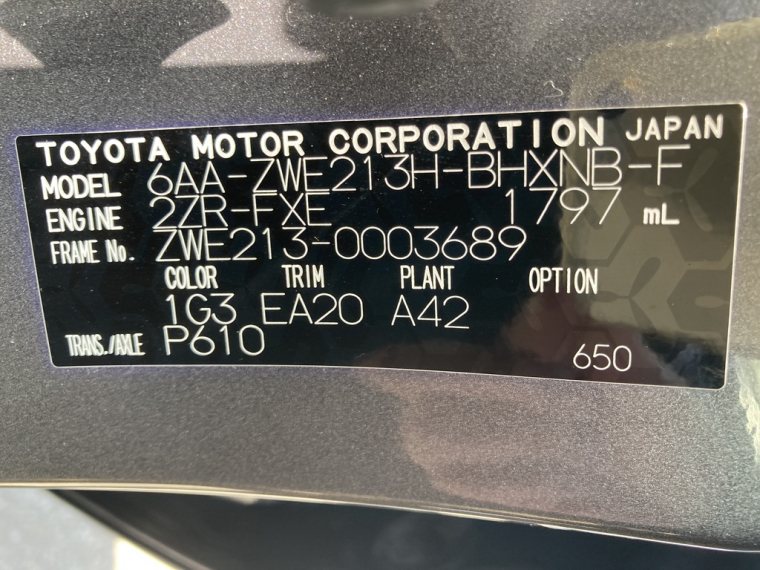 TOYOTA MOTOR CORPORATION JAPAN
MODEL 6AA-ZWE213H-BHXNB-F
ENGINE 2ZR-FXE 1797 mL
FRAME No. ZWE213-0003689
COLOR TRIM PLANT OPTION
1G3 EA20 A42
TRANS./AXLE P610
650